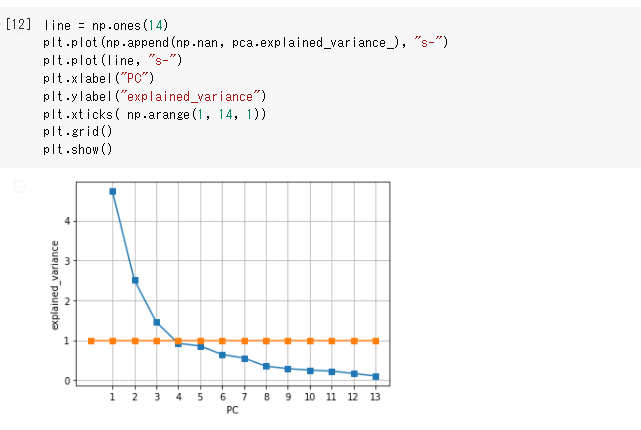 [12] line = np.ones(14)
plt.plot(np.append(np.nan, pca.explained_variance_), "s-")
plt.plot(line, "s-")
plt.xlabel("PC")
plt.ylabel("explained_variance")
plt.xticks( np.arange(1, 14, 1))
plt.grid()
plt.show()
explained_variance
4
3
2
1
0
1 2 3 4 5 6 7 8 9 10 11 12 13
PC